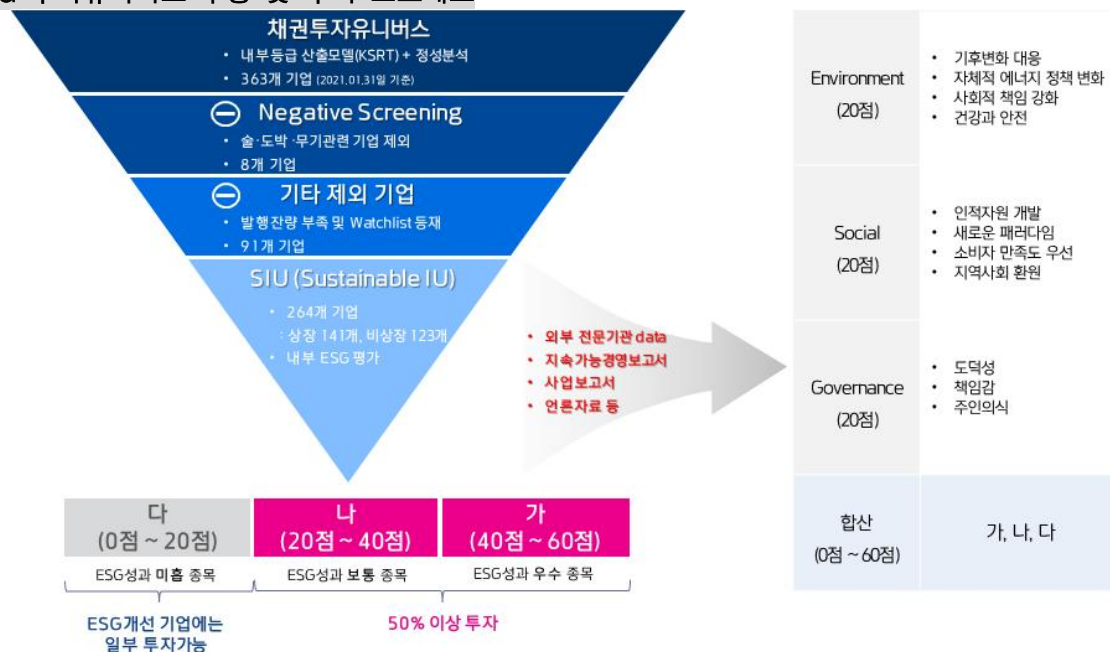 채권투자유니버스
• 내부등급 산출모델(KSRT) + 정성분석
• 363개 기업 (2021.01.31일 기준)
Negative Screening
• 술·도박·무기관련 기업 제외
• 8개 기업
기타 제외 기업
• 발행잔량 부족 및 Watchlist 등재
• 91개 기업
SIU (Sustainable IU)
• 264개 기업
: 상장 141개, 비상장 123개
• 내부 ESG 평가
• 외부 전문기관 data
• 지속가능경영보고서
• 사업보고서
• 언론자료 등
Environment
(20점)
• 기후변화 대응
• 자체적 에너지 정책 변화
• 사회적 책임 강화
• 건강과 안전
Social
(20점)
• 인적자원 개발
• 새로운 패러다임
• 소비자 만족도 우선
• 지역사회 환원
Governance
(20점)
• 도덕성
• 책임감
• 주인의식
합산
(0점 ~ 60점)
가, 나, 다
다
(0점 ~ 20점)
나
(20점 ~ 40점)
가
(40점 ~ 60점)
ESG성과 미흡 종목
ESG성과 보통 종목
ESG성과 우수 종목
ESG개선 기업에는
일부 투자가능
50% 이상 투자